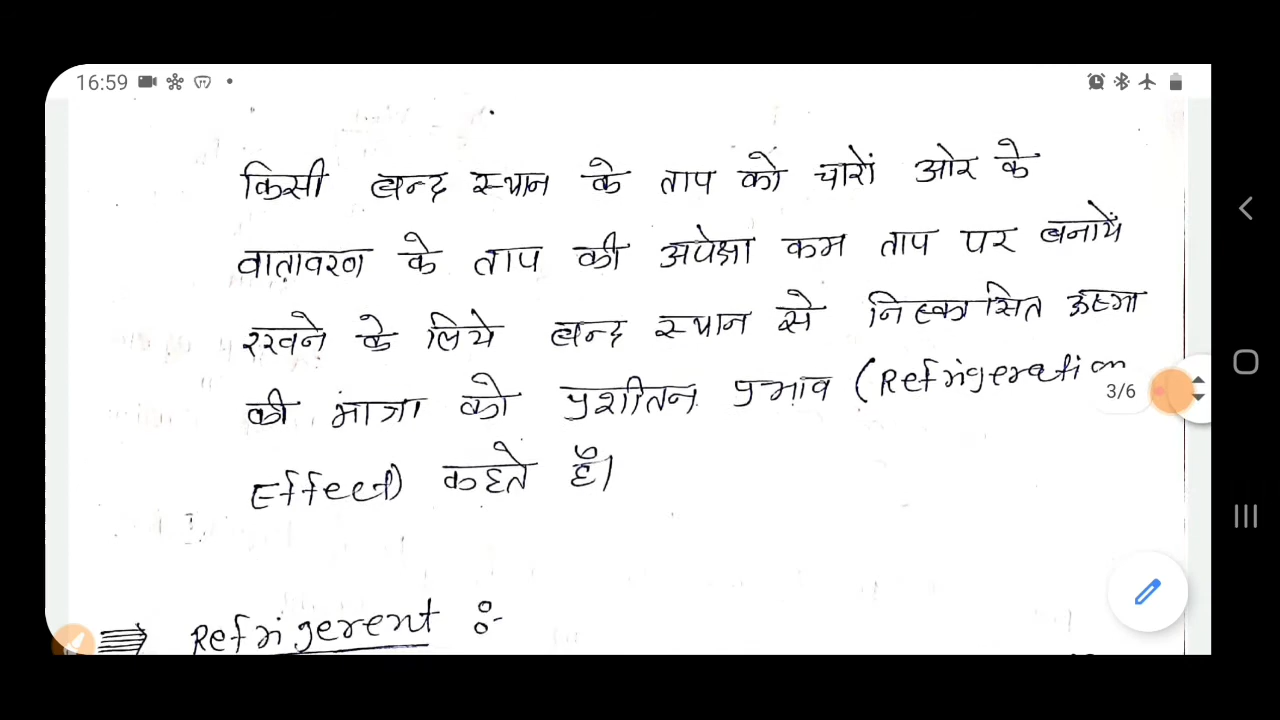 16:59
किसी बन्द स्थान के ताप को चारों ओर के
वातावरण के ताप की अपेक्षा कम ताप पर बनायें
रखने के लिये बन्द स्थान से निष्कासित ऊष्मा
की मात्रा को प्रशीतन प्रभाव (Refrigeration
3/6
Effect) कहते हैं।
Refrigerent :-